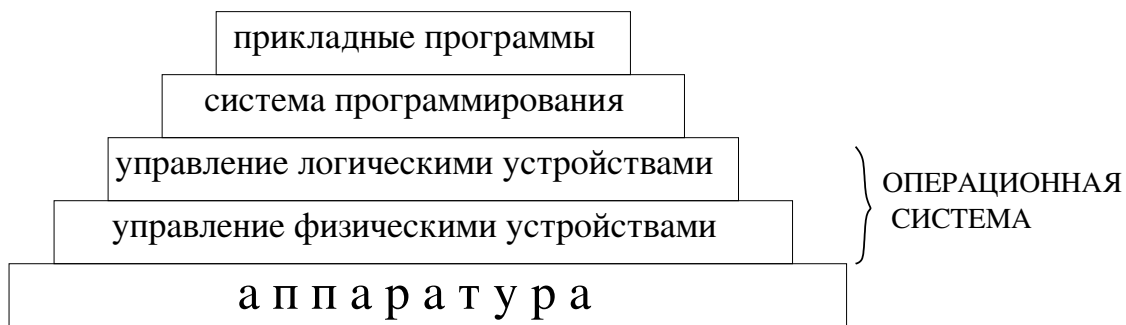 прикладные программы
система программирования
управление логическими устройствами
управление физическими устройствами
ОПЕРАЦИОННАЯ
СИСТЕМА
а п п а р а т у р а